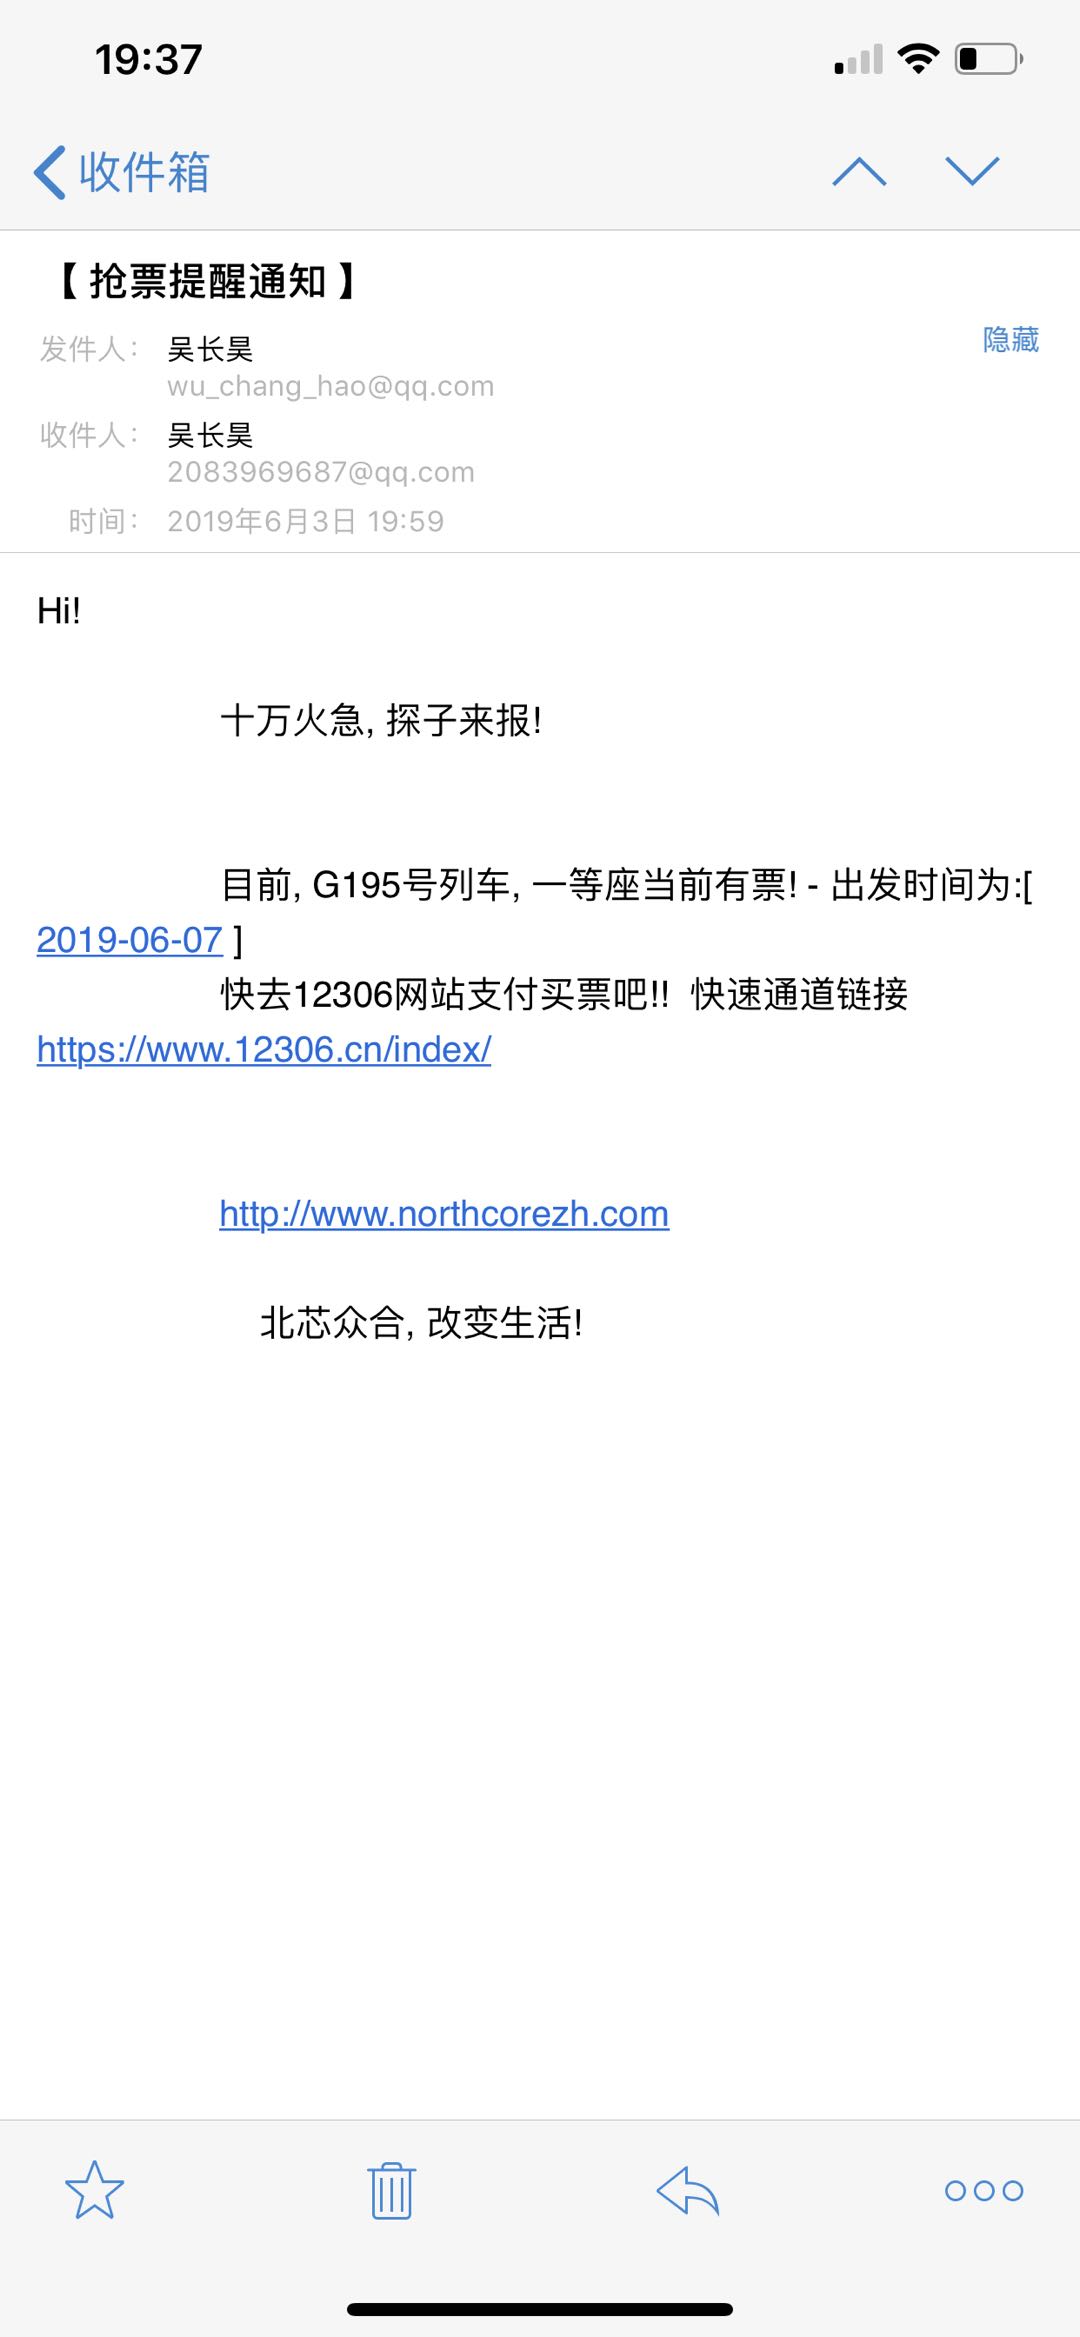 19:37
收件箱
【 抢票提醒通知 】
发件人： 吴长昊
隐藏
wu_chang_hao@qq.com
收件人： 吴长昊
2083969687@qq.com
时间： 2019年6月3日 19:59
Hi!
十万火急, 探子来报!
目前, G195号列车, 一等座当前有票! - 出发时间为:[
2019-06-07 ]
快去12306网站支付买票吧!! 快速通道链接
https://www.12306.cn/index/
http://www.northcorezh.com
北芯众合, 改变生活!